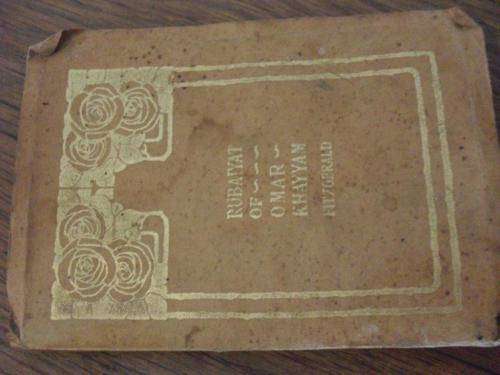 RUBAIYAT
OF ~ ~ ~
OMAR ~
KHAYYAM
FITZGERALD